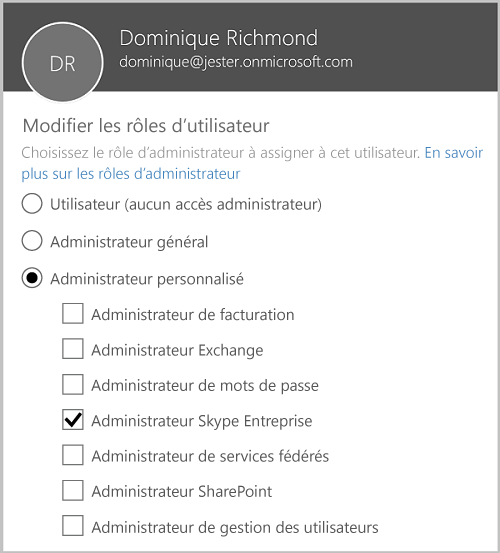 DR
Dominique Richmond
dominique@jester.onmicrosoft.com
Modifier les rôles d’utilisateur
Choisissez le rôle d’administrateur à assigner à cet utilisateur. En savoir
plus sur les rôles d’administrateur
Utilisateur (aucun accès administrateur)
Administrateur général
Administrateur personnalisé
Administrateur de facturation
Administrateur Exchange
Administrateur de mots de passe
Administrateur Skype Entreprise
Administrateur de services fédérés
Administrateur SharePoint
Administrateur de gestion des utilisateurs